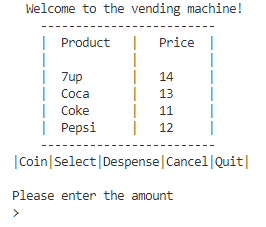 Welcome to the vending machine!
-------------------------
| Product | Price |
| | |
| 7up | 14 |
| Coca | 13 |
| Coke | 11 |
| Pepsi | 12 |
-------------------------
|Coin|Select|Despense|Cancel|Quit|
Please enter the amount
>